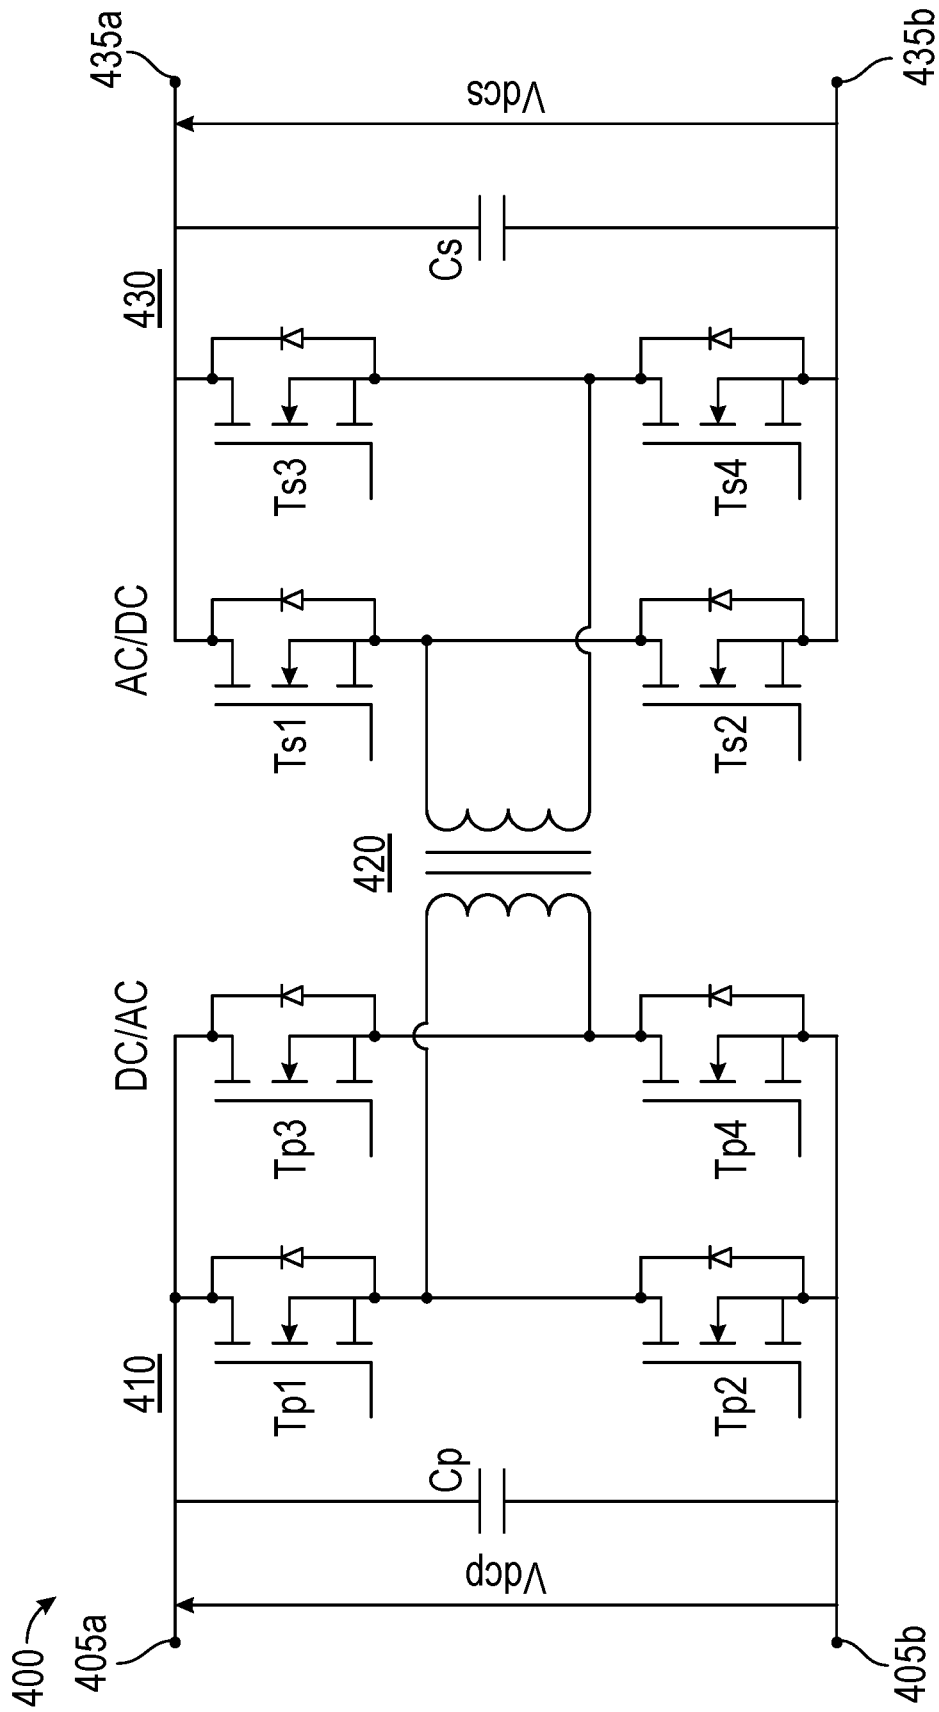 400
405a
405b
Vdcp
Cp
410
Tp1
Tp2
DC/AC
Tp3
Tp4
420
AC/DC
Ts1
Ts2
430
Ts3
Ts4
Cs
Vdcs
435a
435b